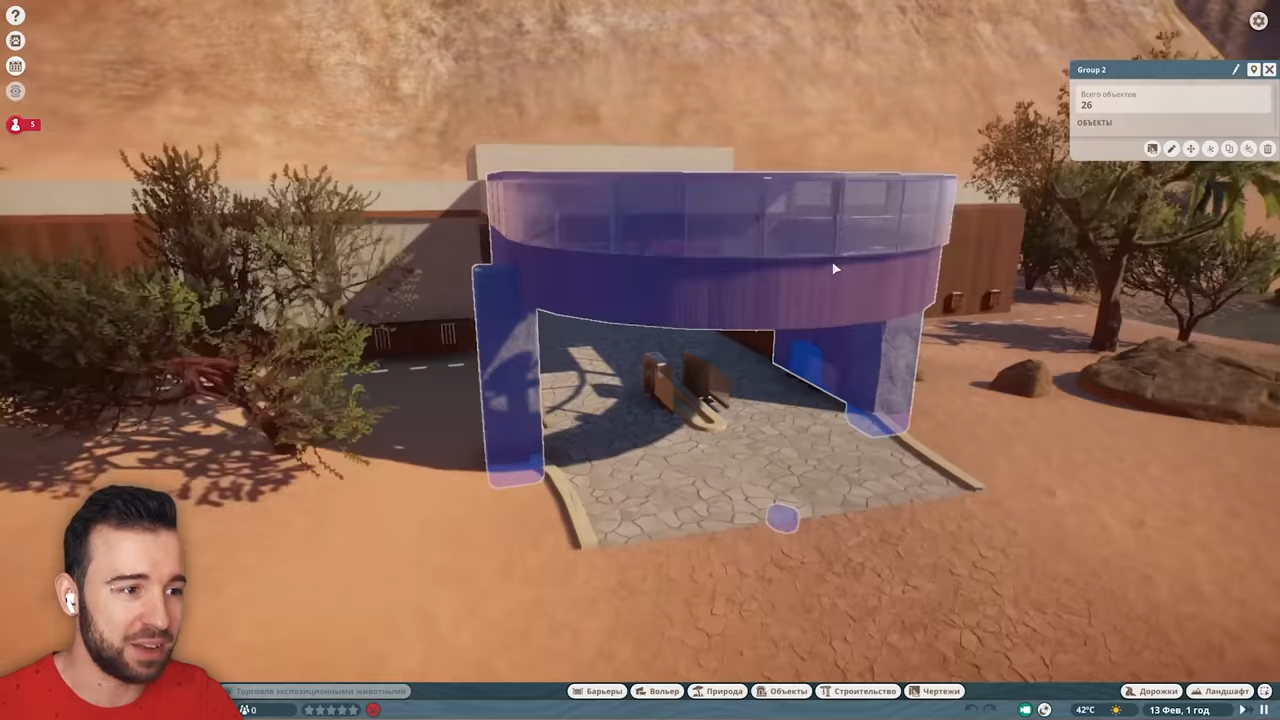 ?
5
Group 2
Всего объектов
26
ОБЪЕКТЫ
Торговля экспозиционными животными
Барьеры
Вольер
Природа
Объекты
Строительство
Чертежи
Дорожки
Ландшафт
0
42°C
13 Фев, 1 год